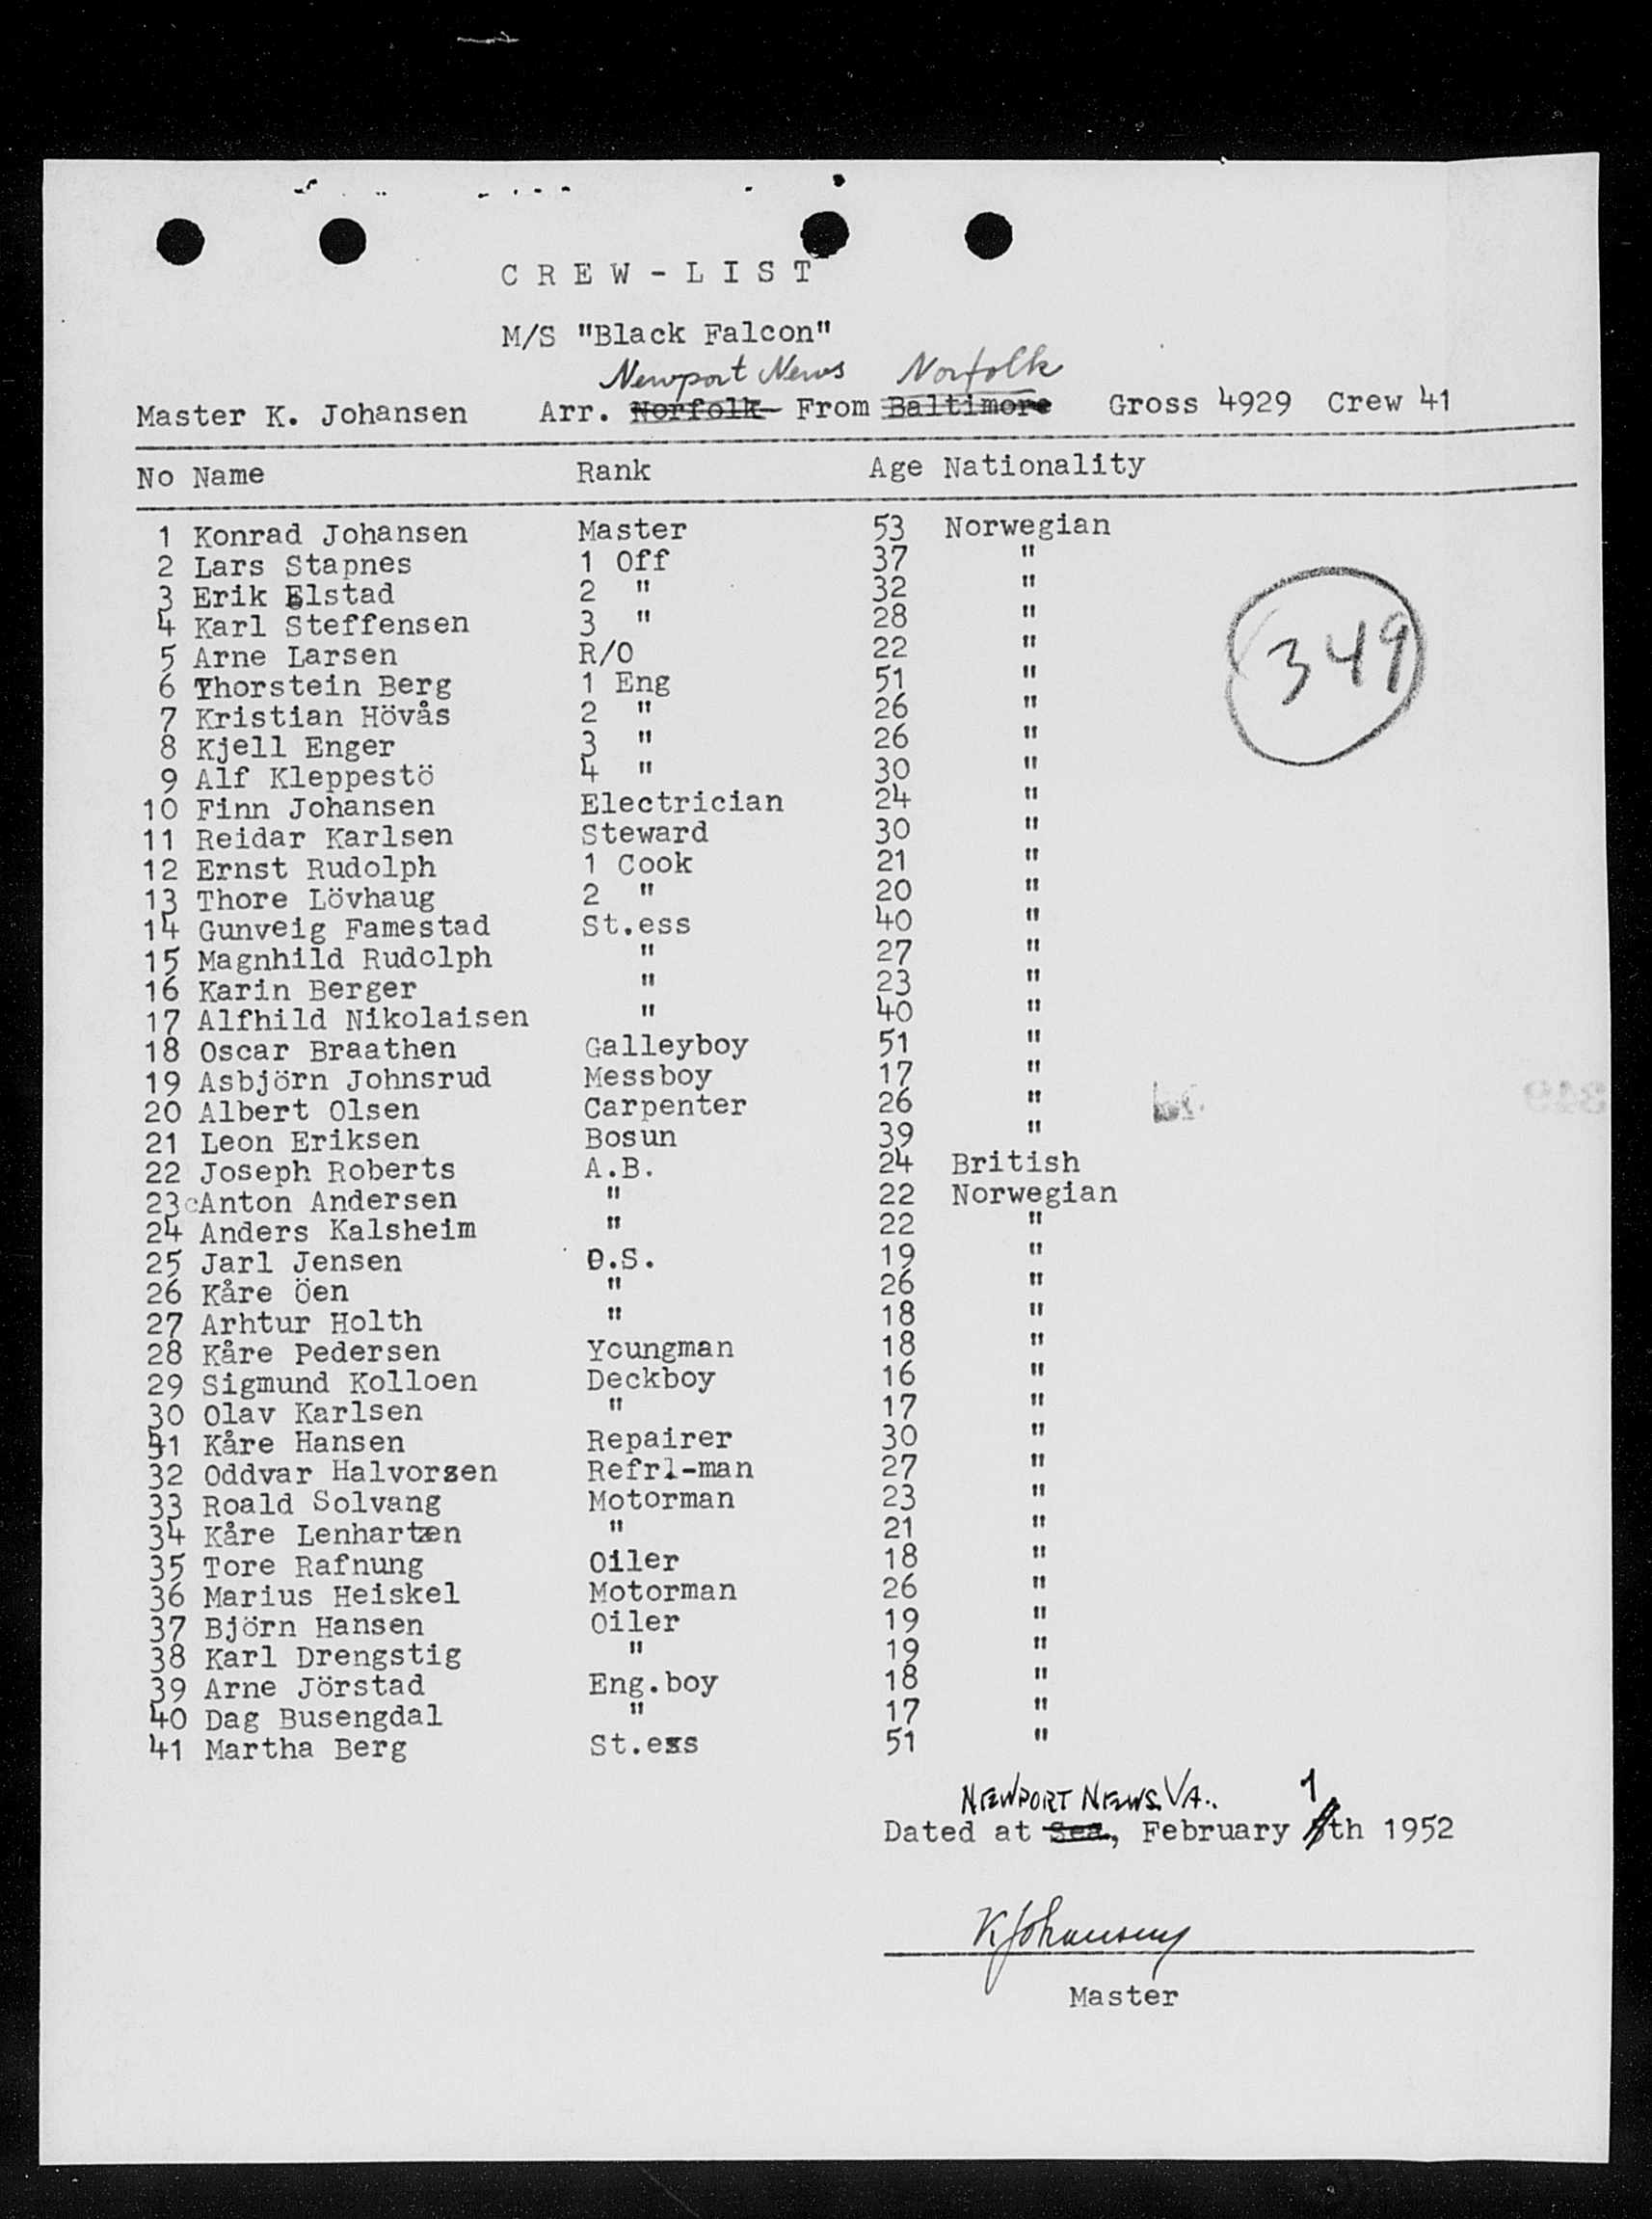 CREW-LIST
M/S "Black Falcon"
Newport News Norfolk
Master K. Johansen Arr. Norfolk From Baltimore Gross 4929 Crew 41
No Name Rank Age Nationality
1 Konrad Johansen Master 53 Norwegian
2 Lars Stapnes 1 Off 37 "
3 Erik Elstad 2 " 32 "
4 Karl Steffensen 3 " 28 "
5 Arne Larsen R/O 22 "
6 Thorstein Berg 1 Eng 51 "
7 Kristian Hövås 2 " 26 "
8 Kjell Enger 3 " 26 "
9 Alf Kleppestö 4 " 30 "
10 Finn Johansen Electrician 24 "
11 Reidar Karlsen Steward 30 "
12 Ernst Rudolph 1 Cook 21 "
13 Thore Lövhaug 2 " 20 "
14 Gunveig Famestad St.ess 40 "
15 Magnhild Rudolph " 27 "
16 Karin Berger " 23 "
17 Alfhild Nikolaisen " 40 "
18 Oscar Braathen Galleyboy 51 "
19 Asbjörn Johnsrud Messboy 17 "
20 Albert Olsen Carpenter 26 "
21 Leon Eriksen Bosun 39 "
22 Joseph Roberts A.B. 24 British
23 Anton Andersen " 22 Norwegian
24 Anders Kalsheim " 22 "
25 Jarl Jensen O.S. 19 "
26 Kåre Öen " 26 "
27 Arhtur Holth " 18 "
28 Kåre Pedersen Youngman 18 "
29 Sigmund Kolloen Deckboy 16 "
30 Olav Karlsen " 17 "
31 Kåre Hansen Repairer 30 "
32 Oddvar Halvorsen Refri-man 27 "
33 Roald Solvang Motorman 23 "
34 Kåre Lenhartzen " 21 "
35 Tore Rafnung Oiler 18 "
36 Marius Heiskel Motorman 26 "
37 Björn Hansen Oiler 19 "
38 Karl Drengstig " 19 "
39 Arne Jörstad Eng.boy 18 "
40 Dag Busengdal " 17 "
41 Martha Berg St.ess 51 "
349
NEWPORT NEWS VA. 1
Dated at Sea, February th 1952
K Johansen
Master